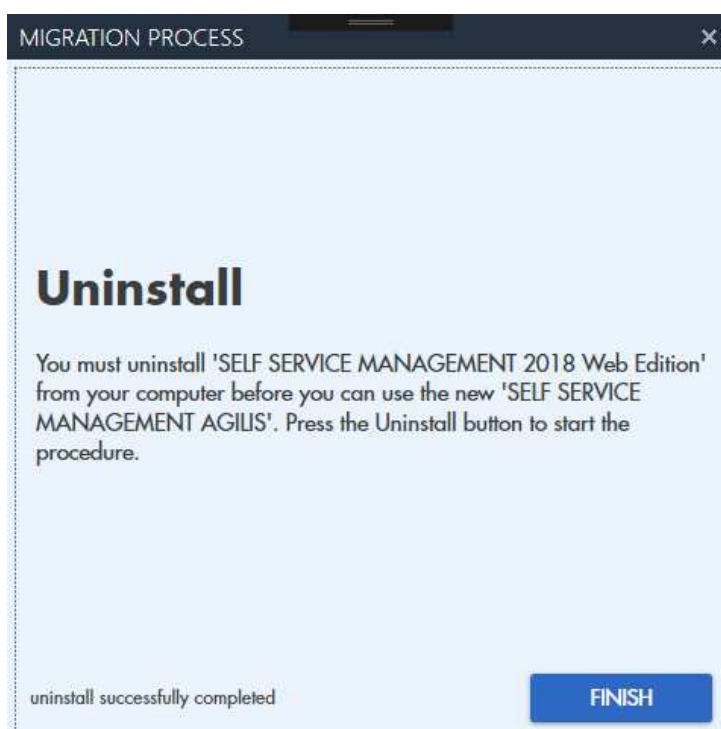 MIGRATION PROCESS
Uninstall
You must uninstall 'SELF SERVICE MANAGEMENT 2018 Web Edition'
from your computer before you can use the new 'SELF SERVICE
MANAGEMENT AGILIS'. Press the Uninstall button to start the
procedure.
uninstall successfully completed
FINISH